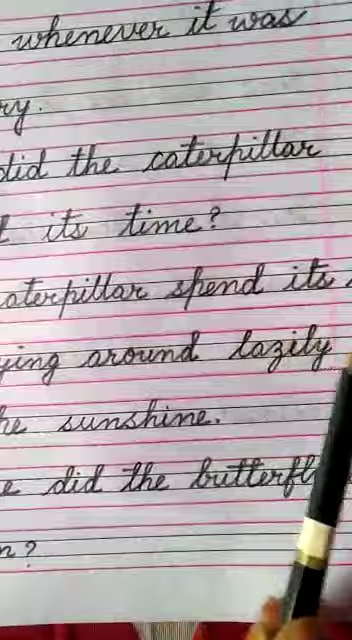 whenever it was
ry.
did the caterpillar
its time?
aterpillar spend its
ying around lazily
he sunshine.
e did the butterfl
n?